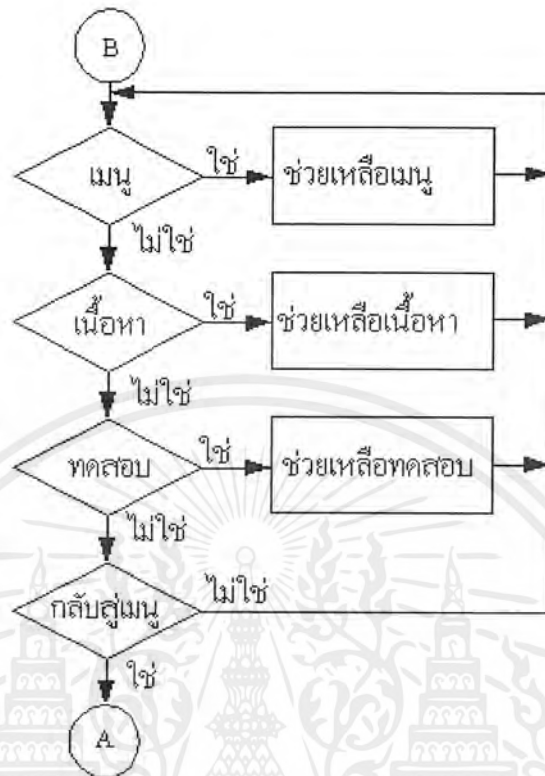 B
เมนู
ใช่
ช่วยเหลือเมนู
ไม่ใช่
เนื้อหา
ใช่
ช่วยเหลือเนื้อหา
ไม่ใช่
ทดสอบ
ใช่
ช่วยเหลือทดสอบ
ไม่ใช่
กลับสู่เมนู
ไม่ใช่
ใช่
A